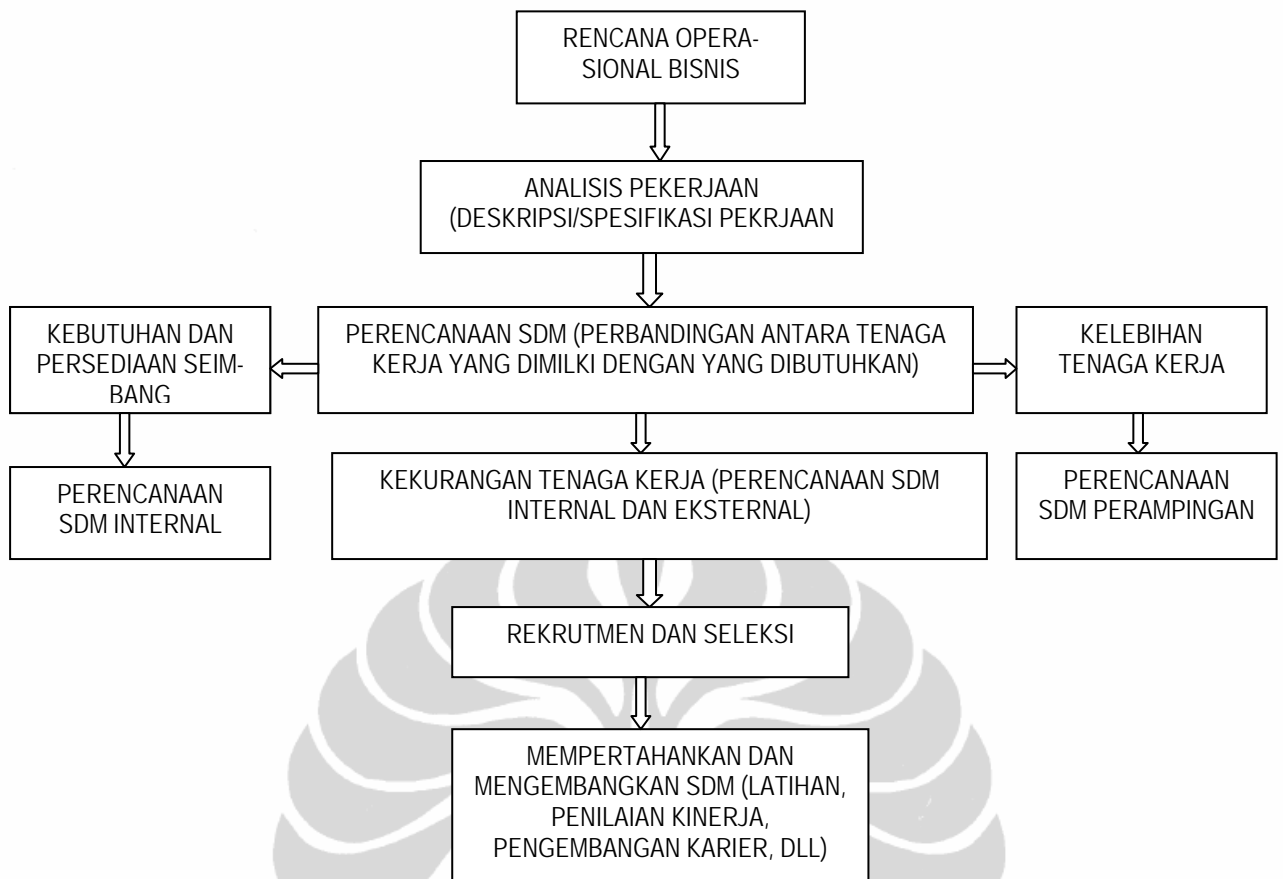 RENCANA OPERA-
SIONAL BISNIS
ANALISIS PEKERJAAN
(DESKRIPSI/SPESIFIKASI PEKRJAAN
KEBUTUHAN DAN
PERSEDIAAN SEIM-
BANG
PERENCANAAN SDM (PERBANDINGAN ANTARA TENAGA
KERJA YANG DIMILKI DENGAN YANG DIBUTUHKAN)
KELEBIHAN
TENAGA KERJA
PERENCANAAN
SDM INTERNAL
KEKURANGAN TENAGA KERJA (PERENCANAAN SDM
INTERNAL DAN EKSTERNAL)
PERENCANAAN
SDM PERAMPINGAN
REKRUTMEN DAN SELEKSI
MEMPERTAHANKAN DAN
MENGEMBANGKAN SDM (LATIHAN,
PENILAIAN KINERJA,
PENGEMBANGAN KARIER, DLL)